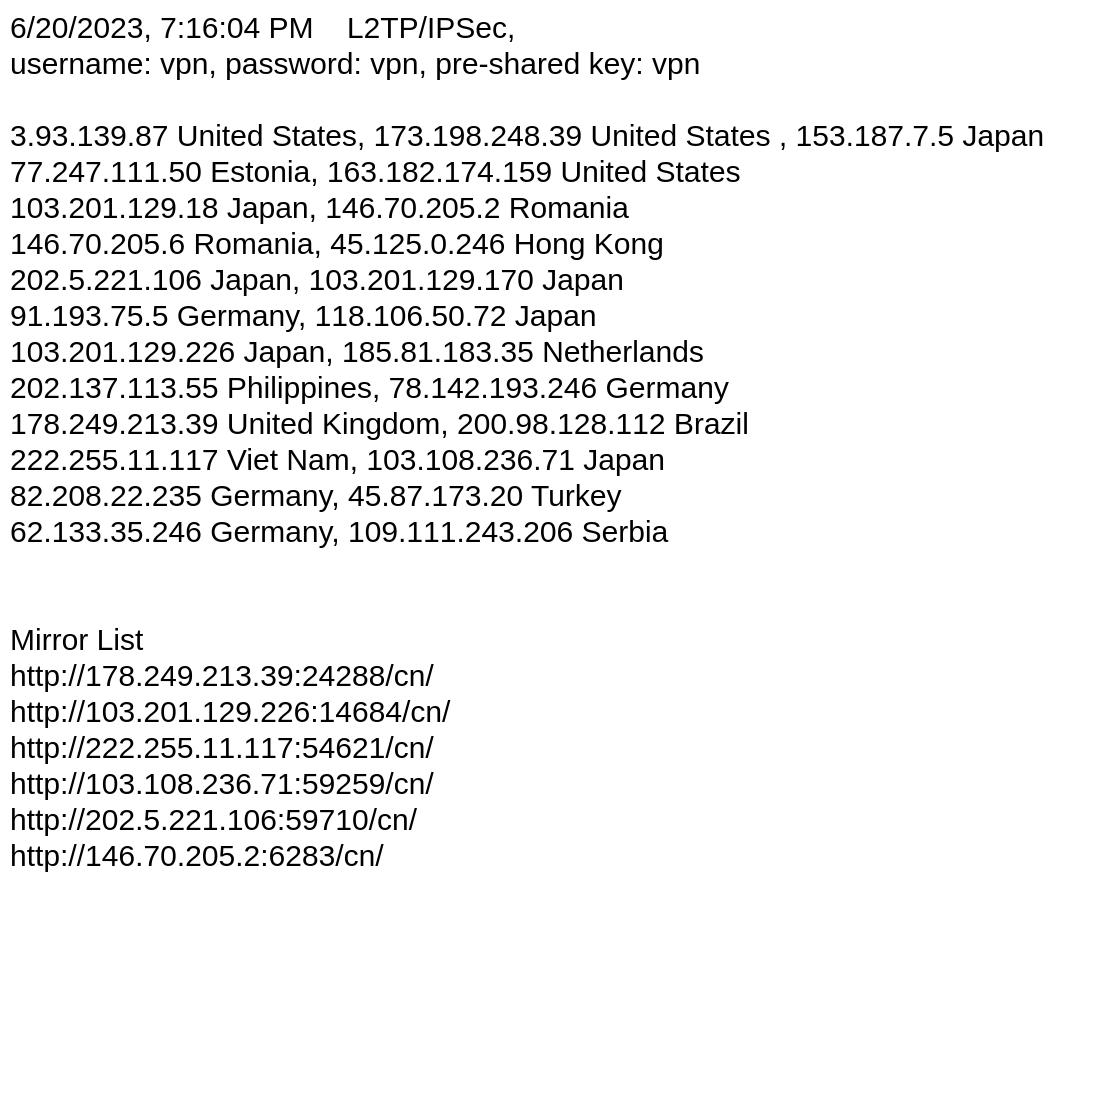 6/20/2023, 7:16:04 PM    L2TP/IPSec,
username: vpn, password: vpn, pre-shared key: vpn
3.93.139.87 United States, 173.198.248.39 United States , 153.187.7.5 Japan
77.247.111.50 Estonia, 163.182.174.159 United States
103.201.129.18 Japan, 146.70.205.2 Romania
146.70.205.6 Romania, 45.125.0.246 Hong Kong
202.5.221.106 Japan, 103.201.129.170 Japan
91.193.75.5 Germany, 118.106.50.72 Japan
103.201.129.226 Japan, 185.81.183.35 Netherlands
202.137.113.55 Philippines, 78.142.193.246 Germany
178.249.213.39 United Kingdom, 200.98.128.112 Brazil
222.255.11.117 Viet Nam, 103.108.236.71 Japan
82.208.22.235 Germany, 45.87.173.20 Turkey
62.133.35.246 Germany, 109.111.243.206 Serbia
Mirror List
http://178.249.213.39:24288/cn/
http://103.201.129.226:14684/cn/
http://222.255.11.117:54621/cn/
http://103.108.236.71:59259/cn/
http://202.5.221.106:59710/cn/
http://146.70.205.2:6283/cn/